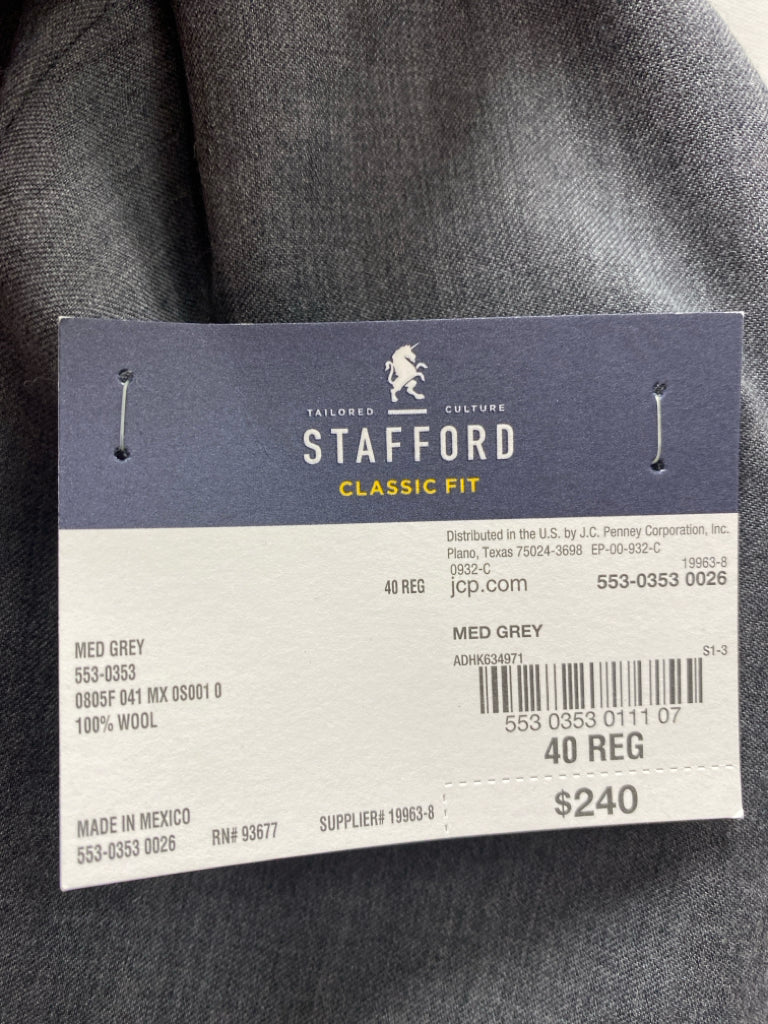 TAILORED CULTURE
STAFFORD
CLASSIC FIT
Distributed in the U.S. by J.C. Penney Corporation, Inc.
Plano, Texas 75024-3698 EP-00-932-C
0932-C 19963-8
40 REG jcp.com 553-0353 0026
MED GREY
ADHK634971 S1-3
553 0353 0111 07
40 REG
$240
MED GREY
553-0353
0805F 041 MX 0S001 0
100% WOOL
MADE IN MEXICO
553-0353 0026 RN# 93677 SUPPLIER# 19963-8